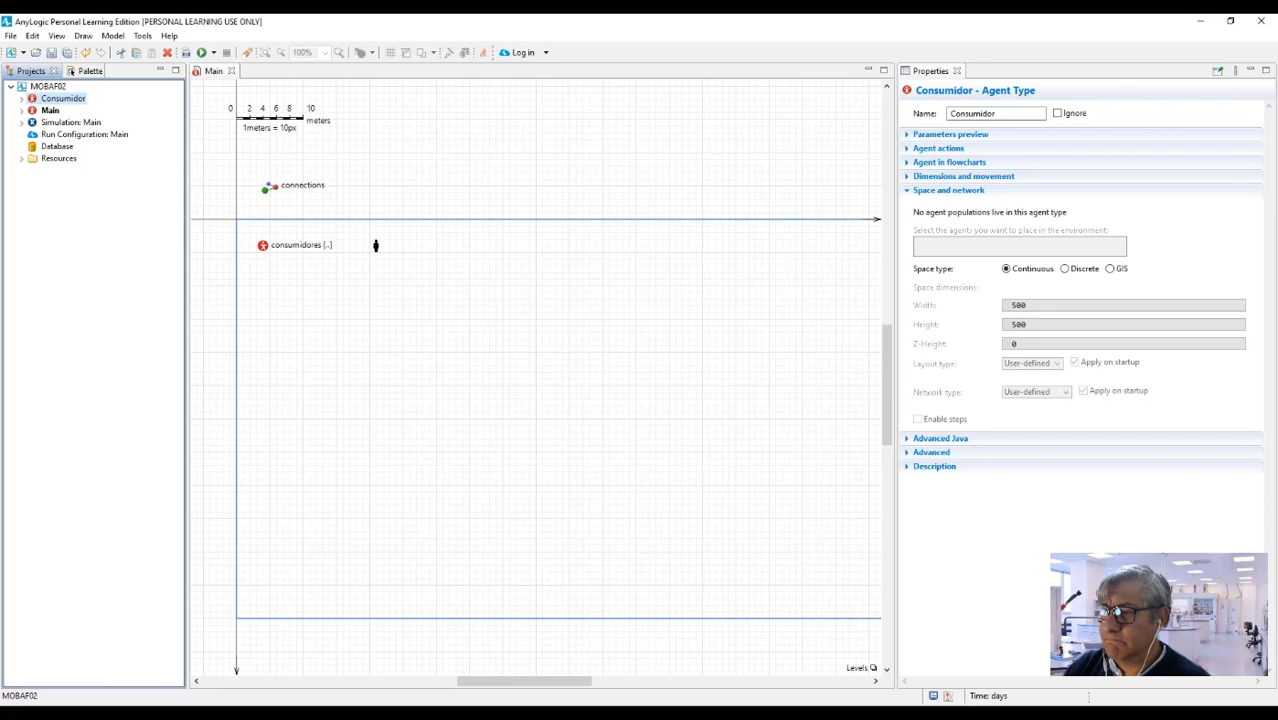 AnyLogic Personal Learning Edition [PERSONAL LEARNING USE ONLY]
File Edit View Draw Model Tools Help
100% Log in
Projects Palette
MOBAF02
Consumidor
Main
Simulation: Main
Run Configuration: Main
Database
Resources
Main
0 2 4 6 8 10
meters
1meters = 10px
connections
consumidores [..]
Levels
Properties
Consumidor - Agent Type
Name: Consumidor Ignore
Parameters preview
Agent actions
Agent in flowcharts
Dimensions and movement
Space and network
No agent populations live in this agent type
Select the agents you want to place in the environment:
Space type: Continuous Discrete GIS
Space dimensions:
Width: 500
Height: 500
Z-Height: 0
Layout type: User-defined Apply on startup
Network type: User-defined Apply on startup
Enable steps
Advanced Java
Advanced
Description
MOBAF02
Time: days